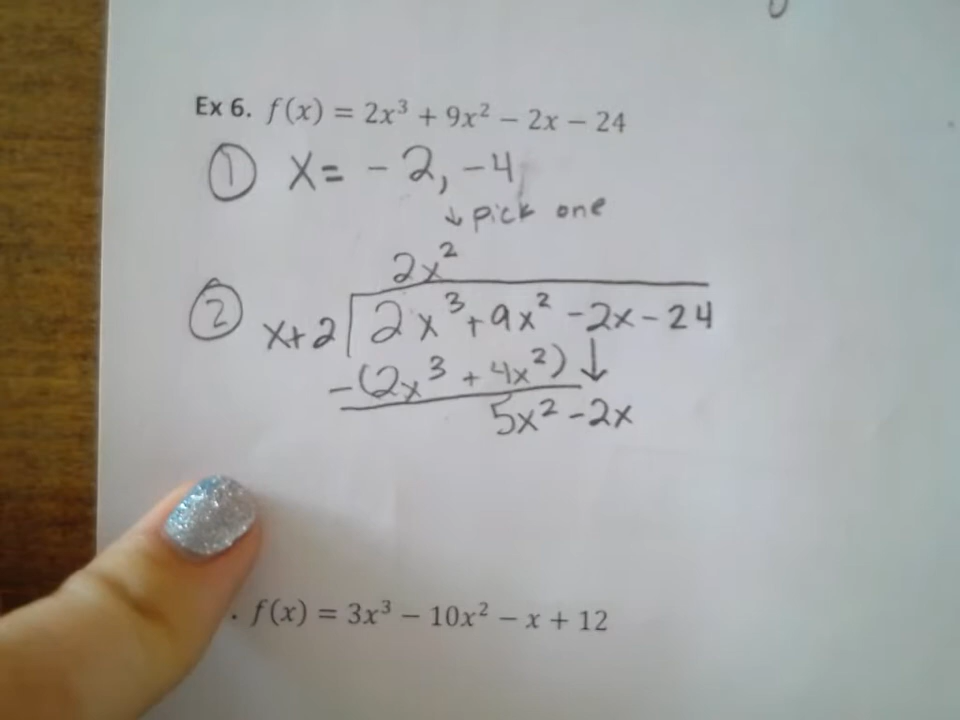 Ex 6. f(x) = 2x³ + 9x² − 2x − 24
① x = -2, -4
↓ pick one
2x²
② x+2 2x³+9x² -2x-24
-(2x³ + 4x²) ↓
5x² -2x
. f(x) = 3x³ − 10x² − x + 12